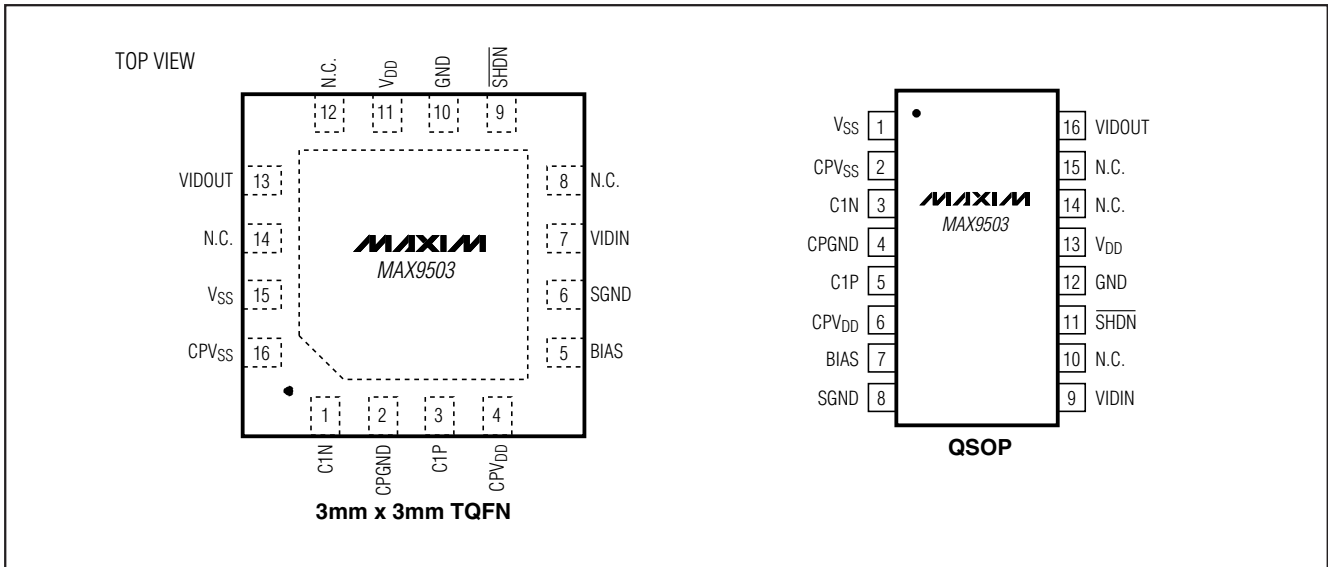 TOP VIEW
N.C.
VDD
GND
SHDN
12
11
10
9
VIDOUT 13
N.C. 14
VSS 15
CPVSS 16
8 N.C.
7 VIDIN
6 SGND
5 BIAS
MAXIM
MAX9503
1
2
3
4
C1N
CPGND
C1P
CPVDD
3mm x 3mm TQFN
VSS 1
CPVSS 2
C1N 3
CPGND 4
C1P 5
CPVDD 6
BIAS 7
SGND 8
MAXIM
MAX9503
16 VIDOUT
15 N.C.
14 N.C.
13 VDD
12 GND
11 SHDN
10 N.C.
9 VIDIN
QSOP